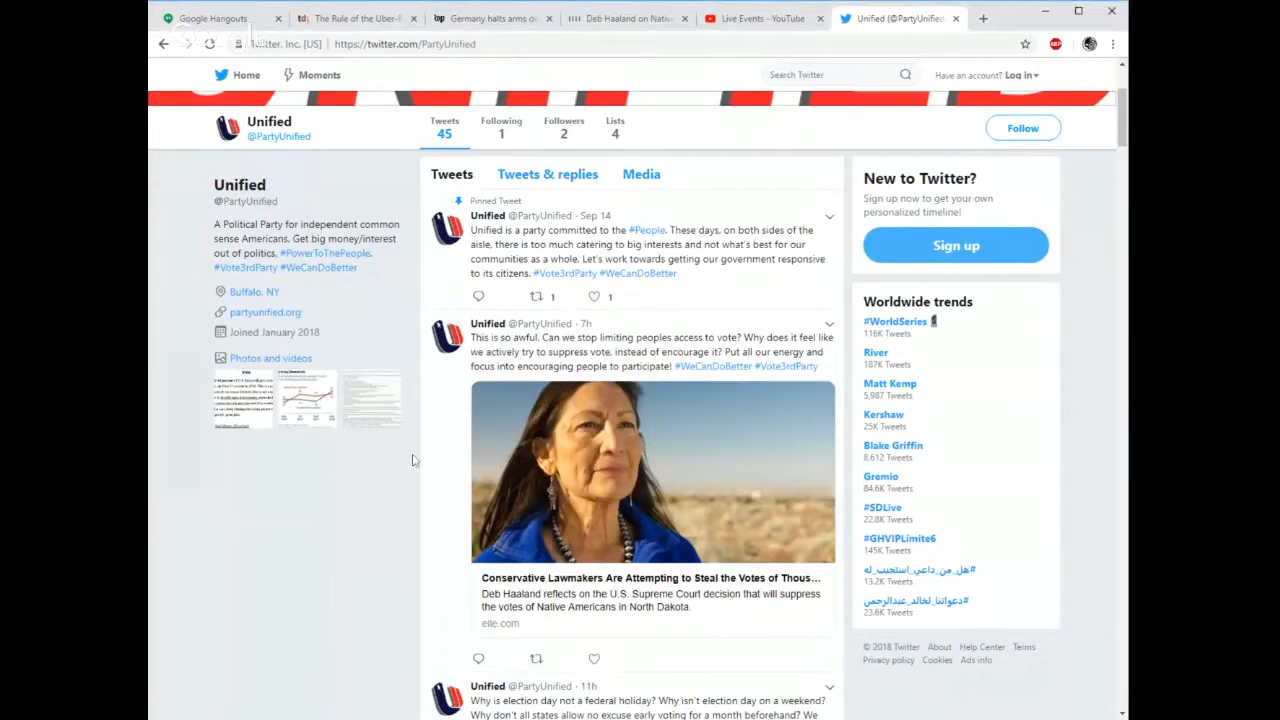 Google Hangouts
The Rule of the Uber-R
Germany halts arms de
Deb Haaland on Nativ
Live Events - YouTube
Unified (@PartyUnified
Twitter, Inc. [US]
https://twitter.com/PartyUnified
Home
Moments
Search Twitter
Have an account? Log in
Unified
@PartyUnified
Tweets
45
Following
1
Followers
2
Lists
4
Follow
Unified
@PartyUnified
A Political Party for independent common
sense Americans. Get big money/interest
out of politics. #PowerToThePeople.
#Vote3rdParty #WeCanDoBetter
Buffalo, NY
partyunified.org
Joined January 2018
Photos and videos
Tweets
Tweets & replies
Media
Pinned Tweet
Unified @PartyUnified · Sep 14
Unified is a party committed to the #People. These days, on both sides of the
aisle, there is too much catering to big interests and not what's best for our
communities as a whole. Let's work towards getting our government responsive
to its citizens. #Vote3rdParty #WeCanDoBetter
1
1
Unified @PartyUnified · 7h
This is so awful. Can we stop limiting peoples access to vote? Why does it feel like
we actively try to suppress vote, instead of encourage it? Put all our energy and
focus into encouraging people to participate! #WeCanDoBetter #Vote3rdParty
Conservative Lawmakers Are Attempting to Steal the Votes of Thous...
Deb Haaland reflects on the U.S. Supreme Court decision that will suppress
the votes of Native Americans in North Dakota.
elle.com
Unified @PartyUnified · 11h
Why is election day not a federal holiday? Why isn't election day on a weekend?
Why don't all states allow no excuse early voting for a month beforehand? We
New to Twitter?
Sign up now to get your own
personalized timeline!
Sign up
Worldwide trends
#WorldSeries
116K Tweets
River
187K Tweets
Matt Kemp
5,987 Tweets
Kershaw
25K Tweets
Blake Griffin
8,612 Tweets
Gremio
84.6K Tweets
#SDLive
22.8K Tweets
#GHVIPLimite6
145K Tweets
#هل_من_داعي_استجيب_له
13.2K Tweets
#دعواتنا_لخالد_عبدالرحمن
23.6K Tweets
© 2018 Twitter About Help Center Terms
Privacy policy Cookies Ads info